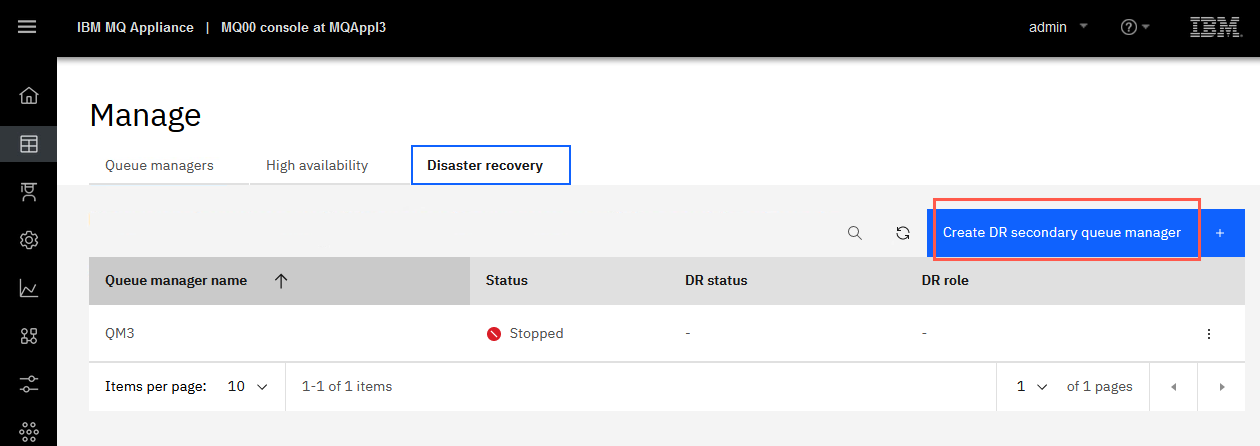 IBM MQ Appliance | MQ00 console at MQAppl3
admin
IBM
Manage
Queue managers High availability Disaster recovery
Create DR secondary queue manager +
Queue manager name Status DR status DR role
QM3 Stopped - -
Items per page: 10 1-1 of 1 items 1 of 1 pages